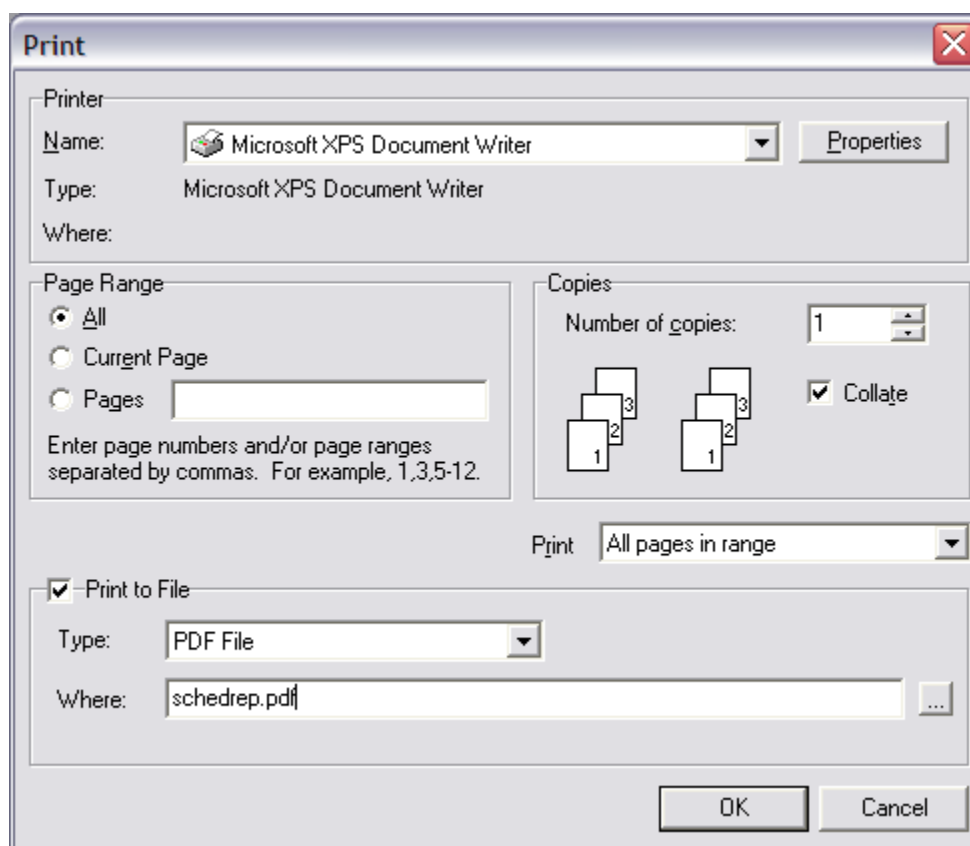 Print
Printer
Name: Microsoft XPS Document Writer Properties
Type: Microsoft XPS Document Writer
Where:
Page Range
All
Current Page
Pages
Enter page numbers and/or page ranges
separated by commas. For example, 1,3,5-12.
Copies
Number of copies: 1
1 2 3 1 2 3 Collate
Print All pages in range
Print to File
Type: PDF File
Where: schedrep.pdf ...
OK Cancel